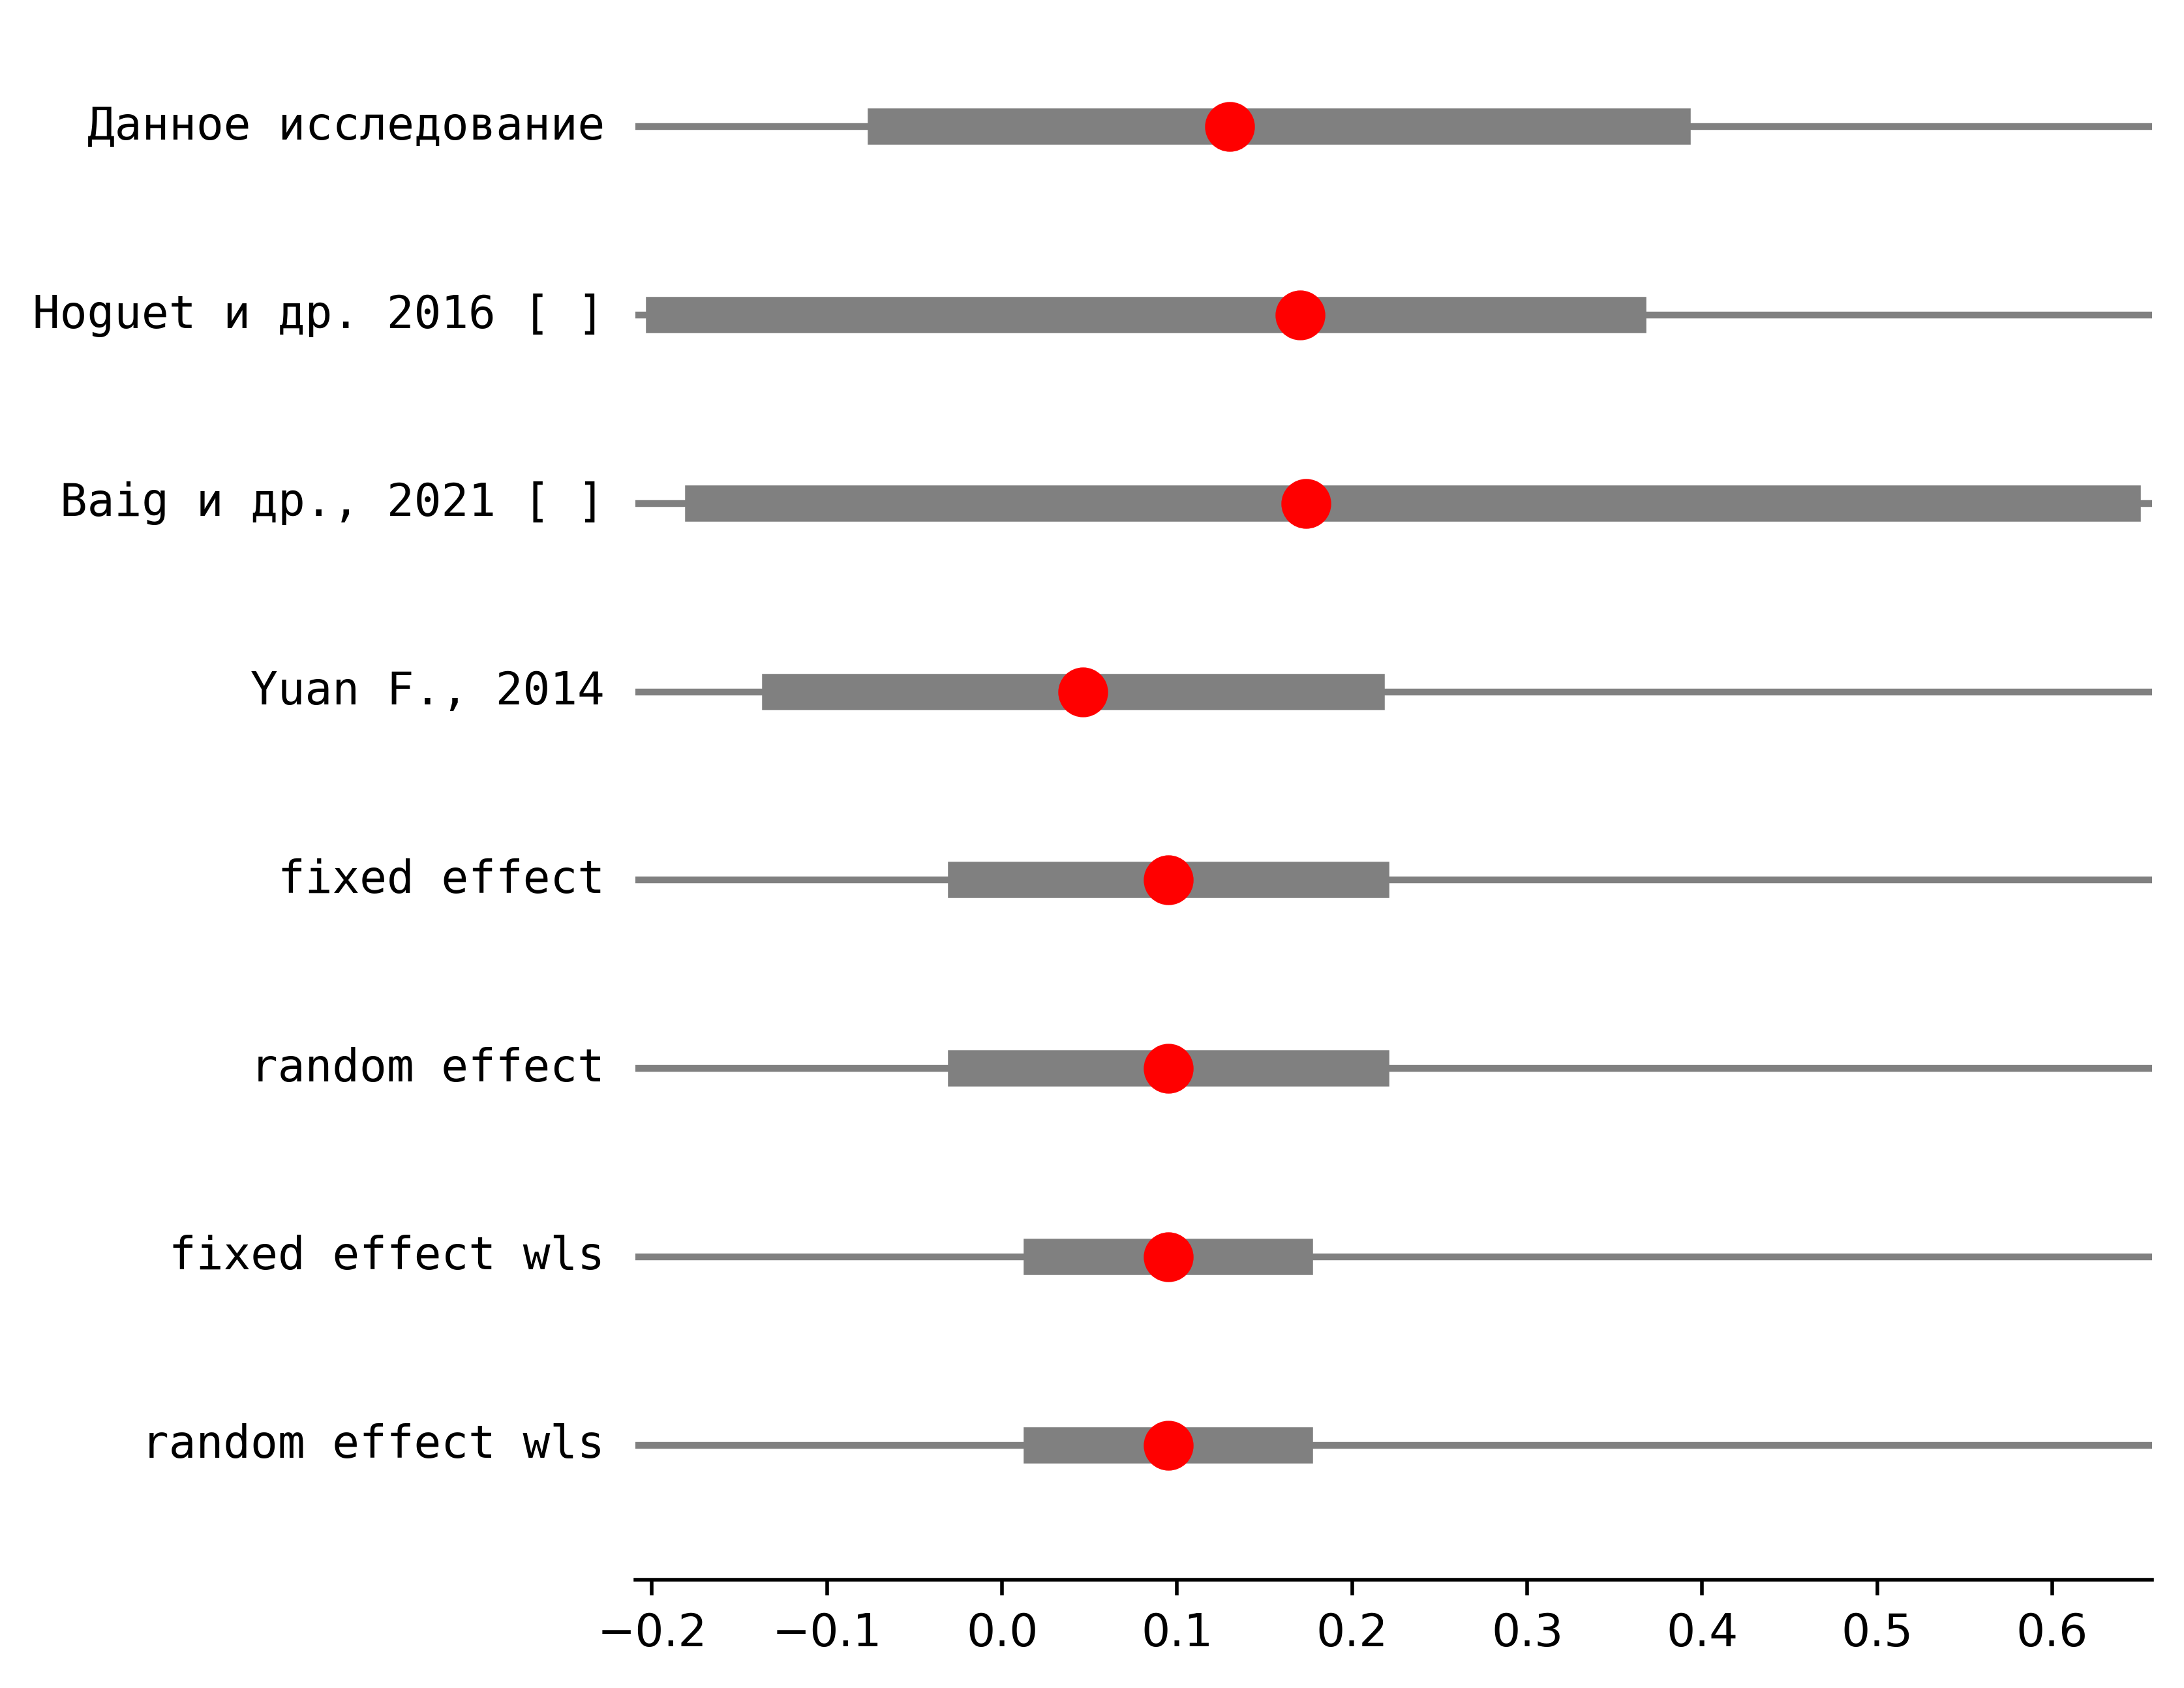 Данное исследование
Hoguet и др. 2016 [ ]
Baig и др., 2021 [ ]
Yuan F., 2014
fixed effect
random effect
fixed effect wls
random effect wls
−0.2 −0.1 0.0 0.1 0.2 0.3 0.4 0.5 0.6